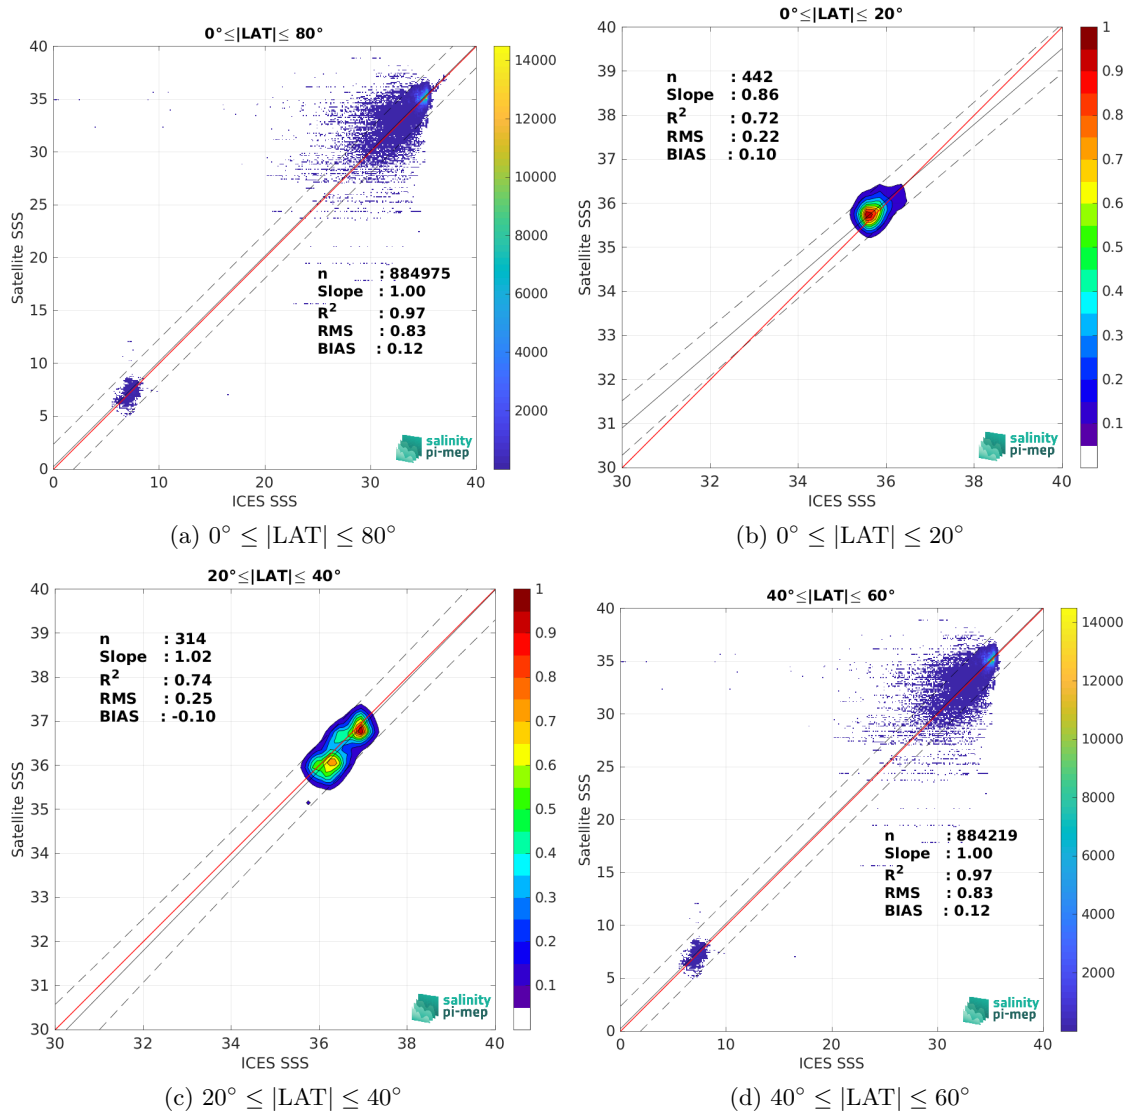 0°≤|LAT|≤ 80°
40
35
30
25
20
15
10
5
0
Satellite SSS
n : 884975
Slope : 1.00
R² : 0.97
RMS : 0.83
BIAS : 0.12
salinity
pi-mep
0 10 20 30 40
ICES SSS
14000
12000
10000
8000
6000
4000
2000
(a) 0° ≤ |LAT| ≤ 80°
0°≤|LAT|≤ 20°
40
39
38
37
36
35
34
33
32
31
30
Satellite SSS
n : 442
Slope : 0.86
R² : 0.72
RMS : 0.22
BIAS : 0.10
salinity
pi-mep
30 32 34 36 38 40
ICES SSS
1
0.9
0.8
0.7
0.6
0.5
0.4
0.3
0.2
0.1
(b) 0° ≤ |LAT| ≤ 20°
20°≤|LAT|≤ 40°
40
39
38
37
36
35
34
33
32
31
30
Satellite SSS
n : 314
Slope : 1.02
R² : 0.74
RMS : 0.25
BIAS : -0.10
salinity
pi-mep
30 32 34 36 38 40
ICES SSS
1
0.9
0.8
0.7
0.6
0.5
0.4
0.3
0.2
0.1
(c) 20° ≤ |LAT| ≤ 40°
40°≤|LAT|≤ 60°
40
35
30
25
20
15
10
5
0
Satellite SSS
n : 884219
Slope : 1.00
R² : 0.97
RMS : 0.83
BIAS : 0.12
salinity
pi-mep
0 10 20 30 40
ICES SSS
14000
12000
10000
8000
6000
4000
2000
(d) 40° ≤ |LAT| ≤ 60°